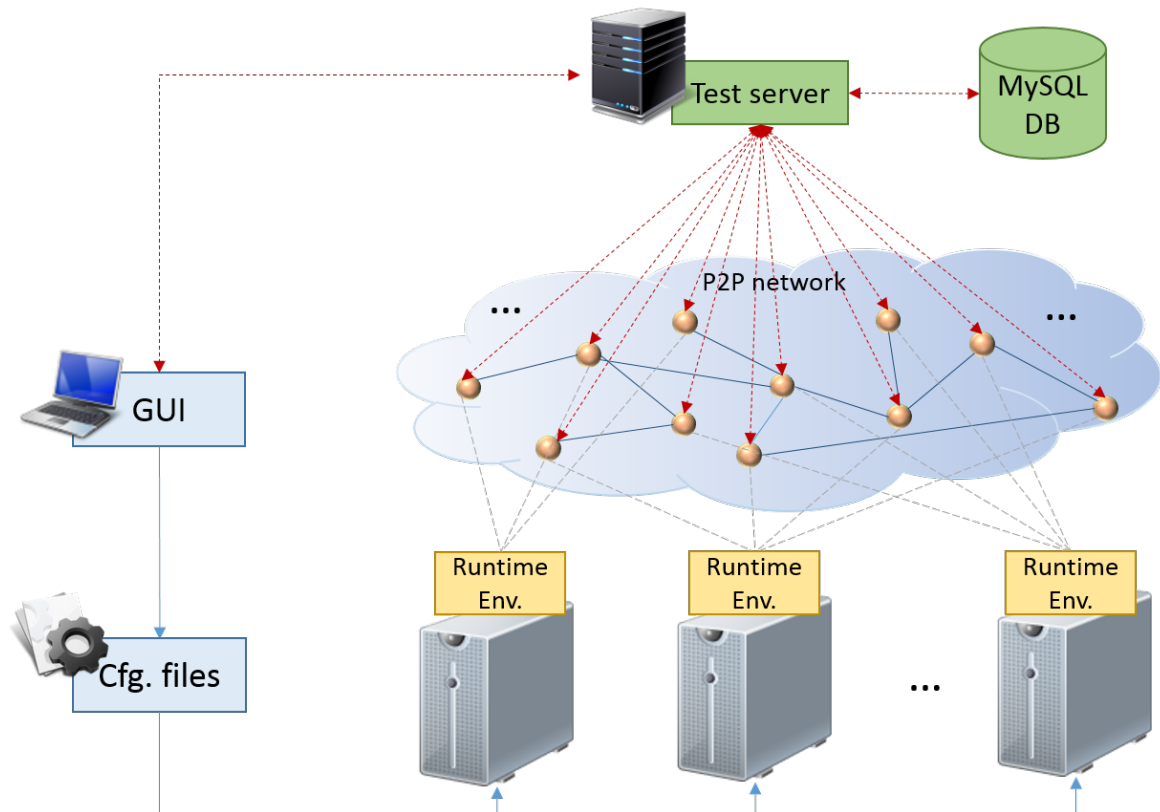 Test server
MySQL
DB
P2P network
...
...
GUI
Runtime
Env.
Runtime
Env.
Runtime
Env.
Cfg. files
...